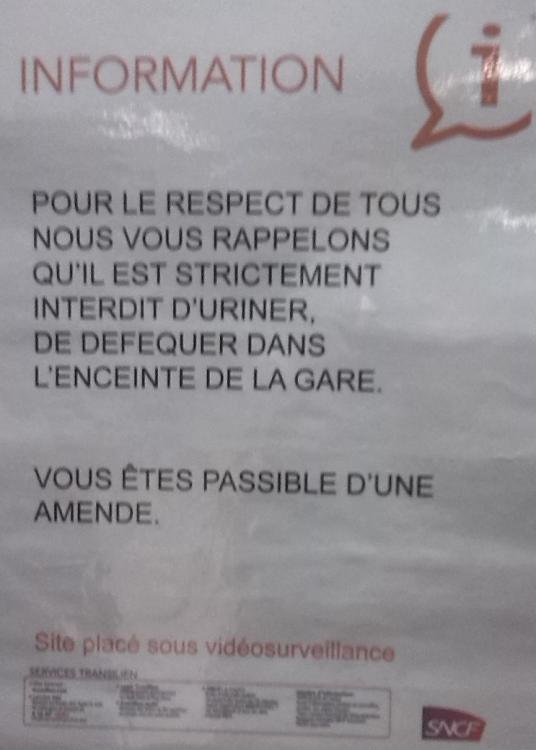 INFORMATION
i
POUR LE RESPECT DE TOUS
NOUS VOUS RAPPELONS
QU'IL EST STRICTEMENT
INTERDIT D'URINER,
DE DEFEQUER DANS
L'ENCEINTE DE LA GARE.
VOUS ÊTES PASSIBLE D'UNE
AMENDE.
Site placé sous vidéosurveillance
SERVICES TRANSILIEN
SNCF